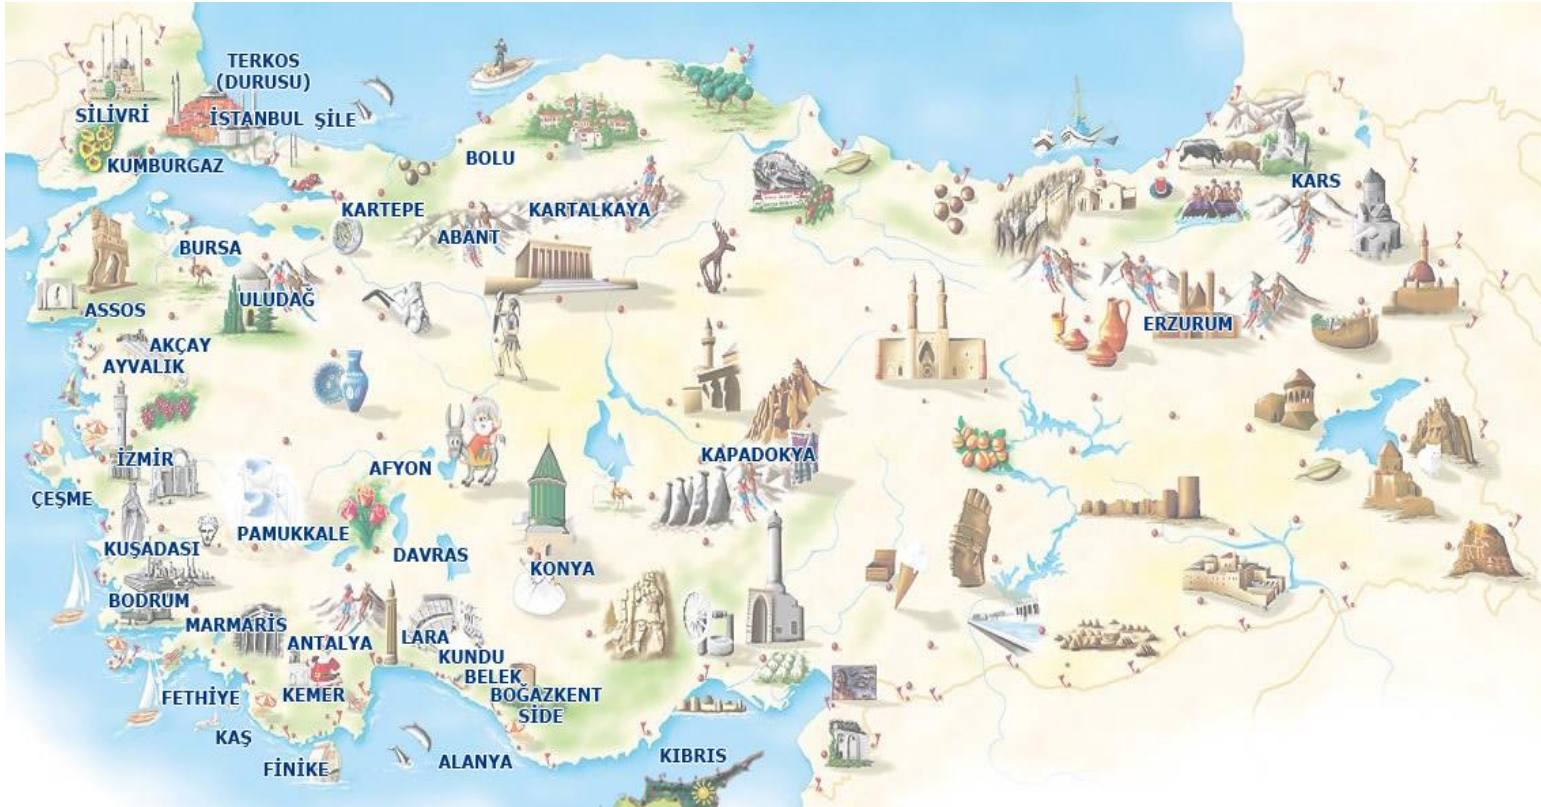 TERKOS
(DURUSU)
SİLİVRİ
İSTANBUL
ŞİLE
KUMBURGAZ
BOLU
KARS
KARTEPE
KARTALKAYA
ABANT
BURSA
ULUDAĞ
ASSOS
ERZURUM
AKÇAY
AYVALIK
KAPADOKYA
İZMİR
AFYON
ÇEŞME
PAMUKKALE
KUŞADASI
DAVRAS
KONYA
BODRUM
MARMARİS
ANTALYA
LARA
KUNDU
BELEK
KEMER
BOĞAZKENT
FETHİYE
SİDE
KAŞ
KIBRIS
ALANYA
FİNİKE